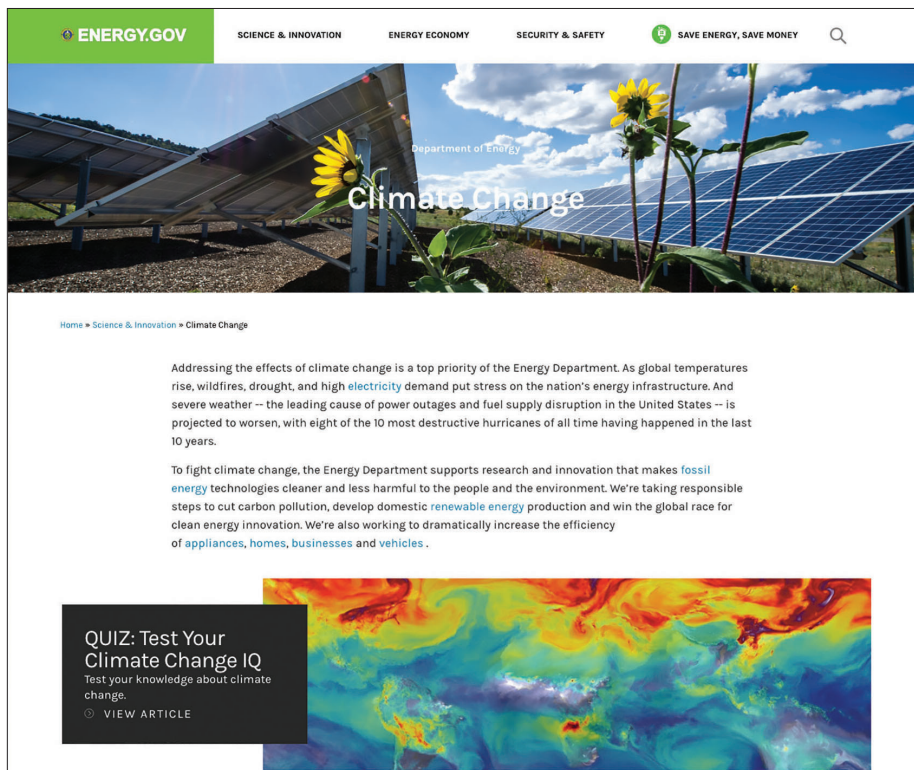 ENERGY.GOV
SCIENCE & INNOVATION
ENERGY ECONOMY
SECURITY & SAFETY
SAVE ENERGY, SAVE MONEY
Department of Energy
Climate Change
Home » Science & Innovation » Climate Change
Addressing the effects of climate change is a top priority of the Energy Department. As global temperatures
rise, wildfires, drought, and high electricity demand put stress on the nation's energy infrastructure. And
severe weather -- the leading cause of power outages and fuel supply disruption in the United States -- is
projected to worsen, with eight of the 10 most destructive hurricanes of all time having happened in the last
10 years.
To fight climate change, the Energy Department supports research and innovation that makes fossil
energy technologies cleaner and less harmful to the people and the environment. We're taking responsible
steps to cut carbon pollution, develop domestic renewable energy production and win the global race for
clean energy innovation. We're also working to dramatically increase the efficiency
of appliances, homes, businesses and vehicles .
QUIZ: Test Your
Climate Change IQ
Test your knowledge about climate
change.
VIEW ARTICLE